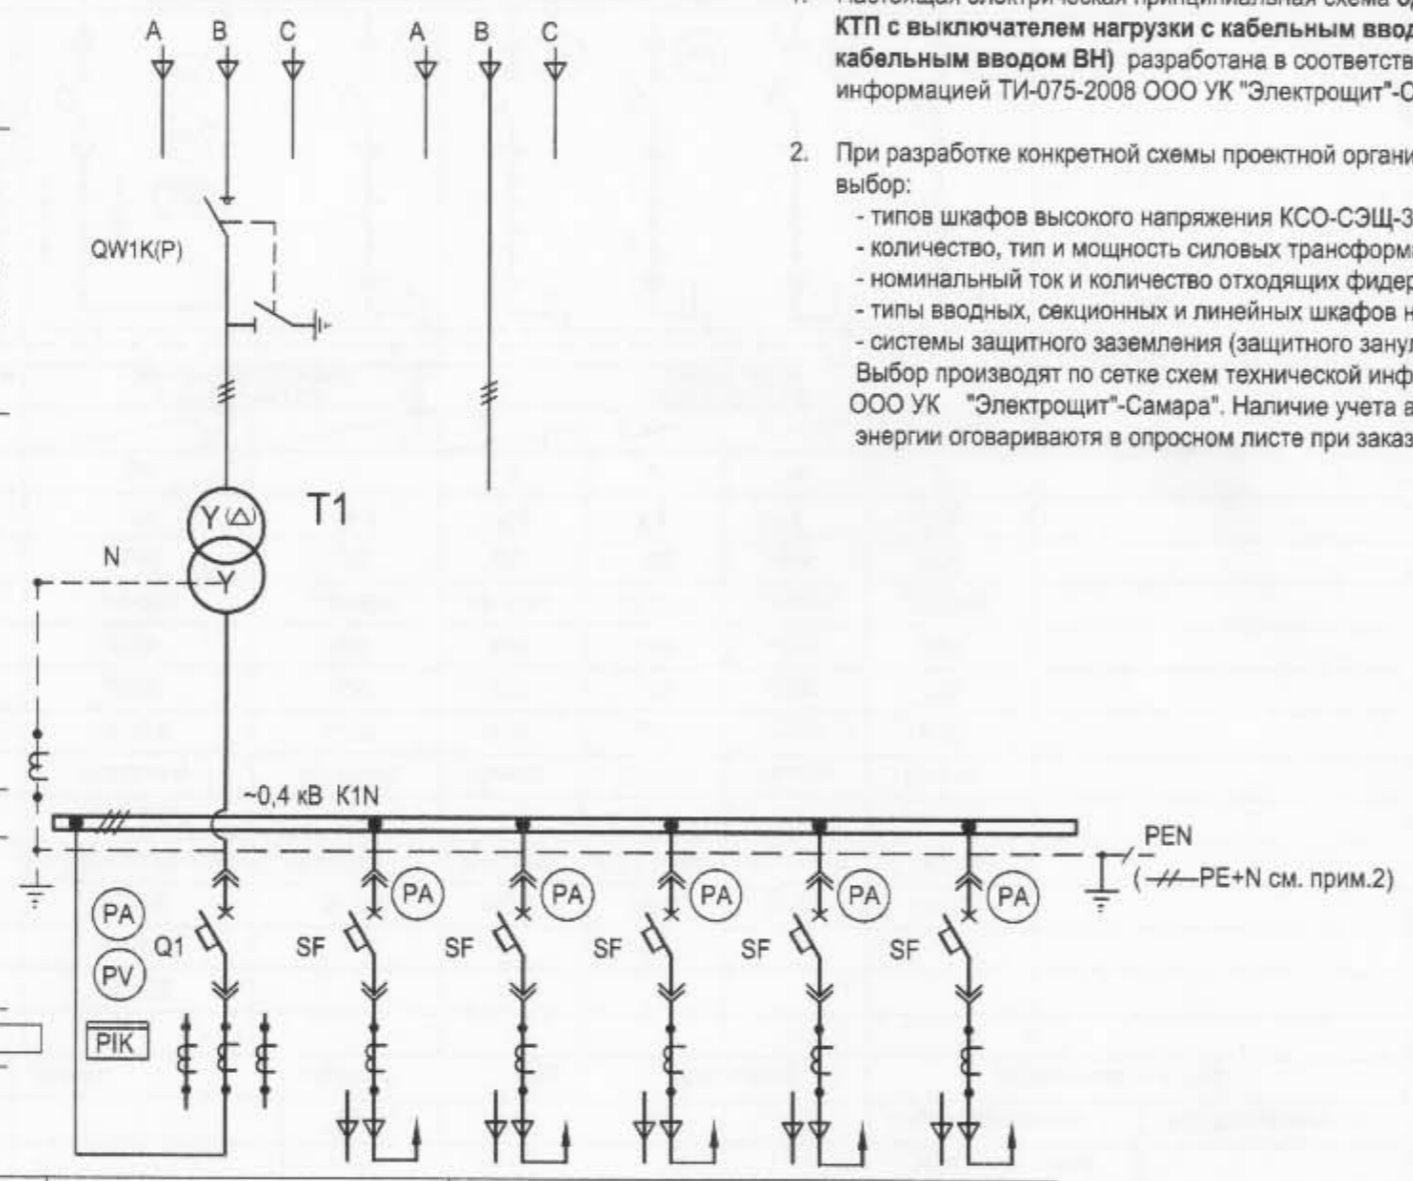 A B C A B C
КТП с выключателем нагрузки с кабельным ввод
кабельным вводом ВН) разработана в соответств
информацией ТИ-075-2008 ООО УК "Электрощит"-С
2. При разработке конкретной схемы проектной органи
выбор:
- типов шкафов высокого напряжения КСО-СЭЩ-3
- количество, тип и мощность силовых трансформ
- номинальный ток и количество отходящих фидер
- типы вводных, секционных и линейных шкафов н
- системы защитного заземления (защитного зану
Выбор производят по сетке схем технической инф
ООО УК "Электрощит"-Самара". Наличие учета а
энергии оговариваютя в опросном листе при заказ
QW1K(P)
Y (△)
T1
N
Y
~0,4 кВ K1N
PEN
( PE+N см. прим.2)
PA PA PA PA PA PA
Q1 SF SF SF SF SF
PV
PIK